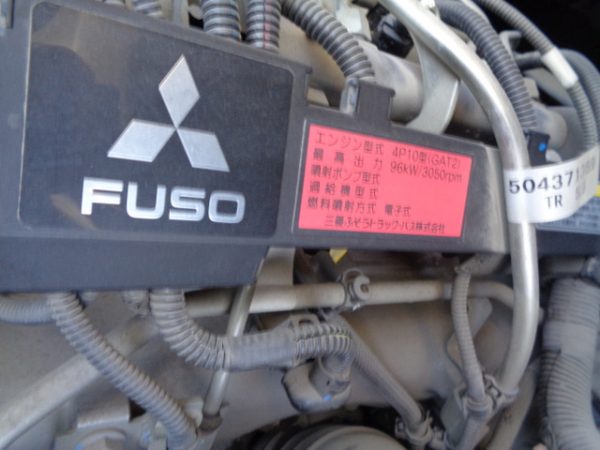 FUSO
エンジン型式 4P10型(GAT2)
最高出力 96kW/3050rpm
噴射ポンプ型式
過給機型式
燃料噴射方式 電子式
三菱ふそうトラック・バス株式会社
504371
TR